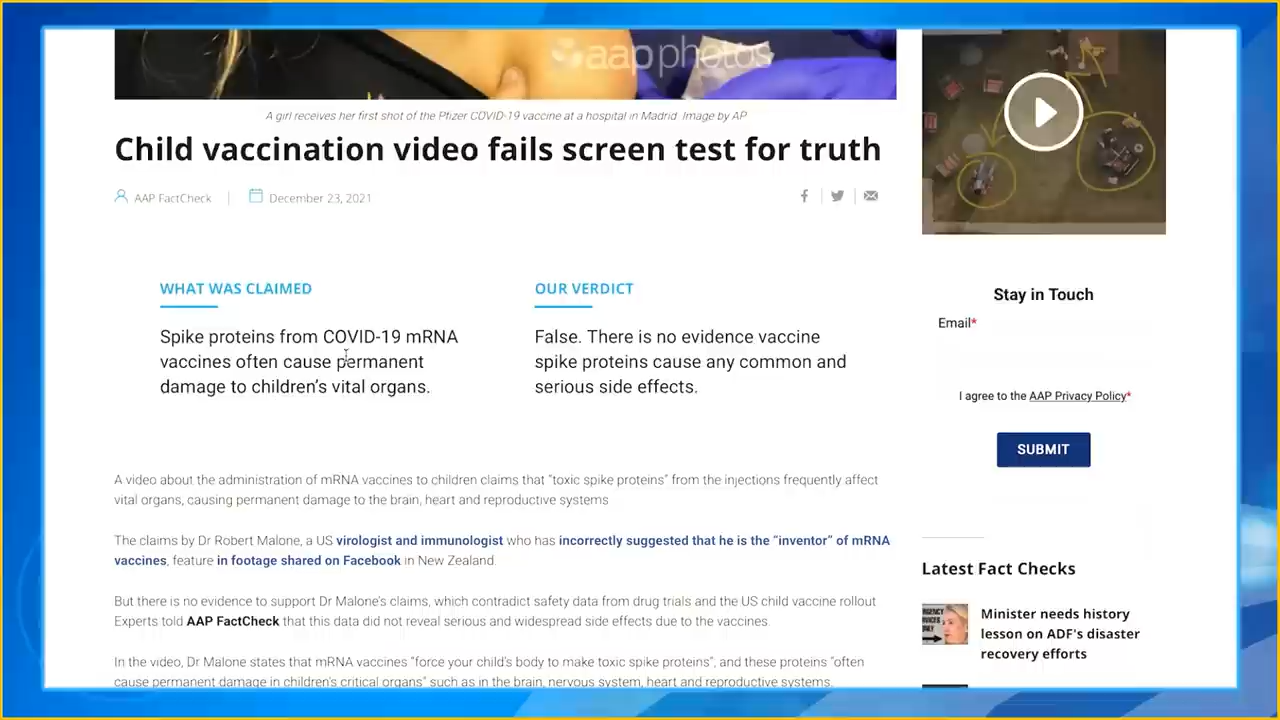 aap photos
A girl receives her first shot of the Pfizer COVID-19 vaccine at a hospital in Madrid Image by AP
Child vaccination video fails screen test for truth
AAP FactCheck
December 23, 2021
WHAT WAS CLAIMED
Spike proteins from COVID-19 mRNA
vaccines often cause permanent
damage to children's vital organs.
OUR VERDICT
False. There is no evidence vaccine
spike proteins cause any common and
serious side effects.
A video about the administration of mRNA vaccines to children claims that "toxic spike proteins" from the injections frequently affect
vital organs, causing permanent damage to the brain, heart and reproductive systems
The claims by Dr Robert Malone, a US virologist and immunologist who has incorrectly suggested that he is the "inventor" of mRNA
vaccines, feature in footage shared on Facebook in New Zealand.
But there is no evidence to support Dr Malone's claims, which contradict safety data from drug trials and the US child vaccine rollout
Experts told AAP FactCheck that this data did not reveal serious and widespread side effects due to the vaccines.
In the video, Dr Malone states that mRNA vaccines "force your child's body to make toxic spike proteins", and these proteins "often
cause permanent damage in children's critical organs" such as in the brain, nervous system, heart and reproductive systems.
Stay in Touch
Email*
I agree to the AAP Privacy Policy*
SUBMIT
Latest Fact Checks
Minister needs history
lesson on ADF's disaster
recovery efforts